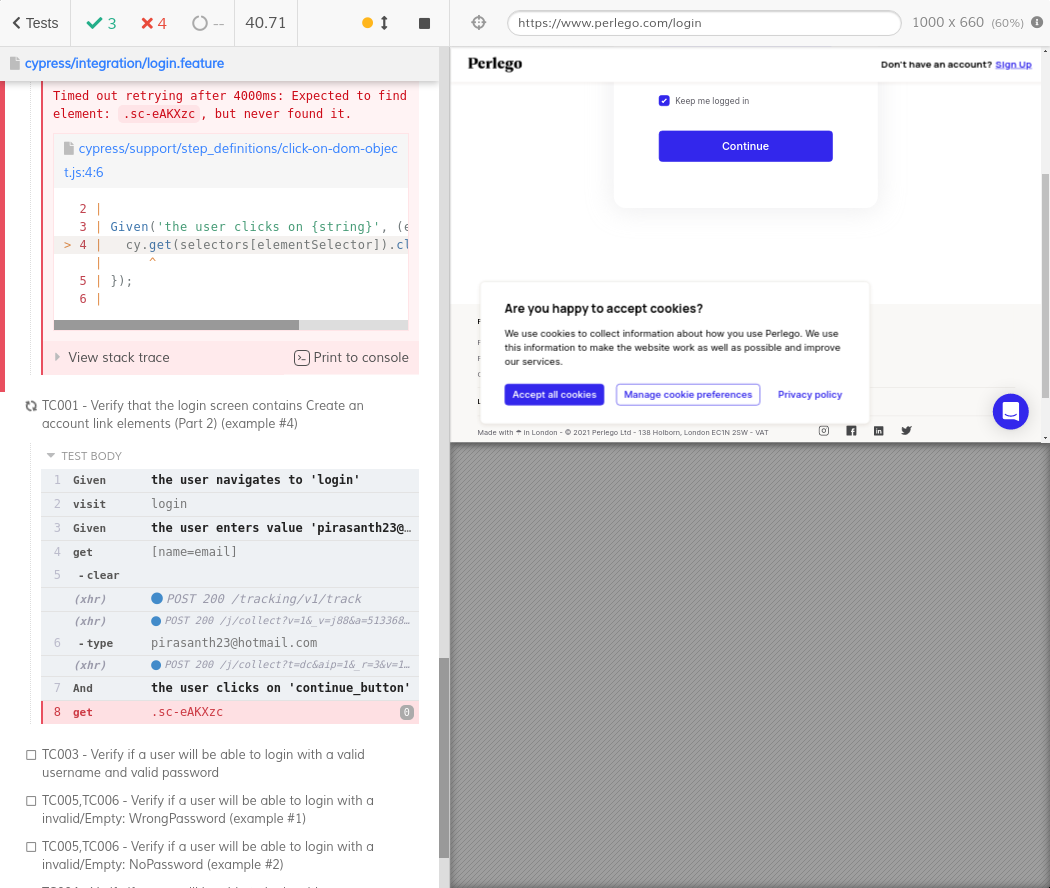 Tests
3
4
--
40.71
https://www.perlego.com/login
1000 x 660 (60%)
cypress/integration/login.feature
Timed out retrying after 4000ms: Expected to find
element: .sc-eAKXzc, but never found it.
cypress/support/step_definitions/click-on-dom-objec
t.js:4:6
2 |
3 | Given('the user clicks on {string}', (e
> 4 | cy.get(selectors[elementSelector]).cl
| ^
5 | });
6 |
View stack trace
Print to console
TC001 - Verify that the login screen contains Create an
account link elements (Part 2) (example #4)
TEST BODY
1 Given the user navigates to 'login'
2 visit login
3 Given the user enters value 'pirasanth23@…
4 get [name=email]
5 -clear
(xhr) POST 200 /tracking/v1/track
(xhr) POST 200 /j/collect?v=1&_v=j88&a=513368…
6 -type pirasanth23@hotmail.com
(xhr) POST 200 /j/collect?t=dc&aip=1&_r=3&v=1…
7 And the user clicks on 'continue_button'
8 get .sc-eAKXzc 0
TC003 - Verify if a user will be able to login with a valid
username and valid password
TC005,TC006 - Verify if a user will be able to login with a
invalid/Empty: WrongPassword (example #1)
TC005,TC006 - Verify if a user will be able to login with a
invalid/Empty: NoPassword (example #2)
Perlego
Don't have an account? Sign Up
Keep me logged in
Continue
Are you happy to accept cookies?
We use cookies to collect information about how you use Perlego. We use
this information to make the website work as well as possible and improve
our services.
Accept all cookies
Manage cookie preferences
Privacy policy
Made with ☂ in London - © 2021 Perlego Ltd - 138 Holborn, London EC1N 2SW - VAT